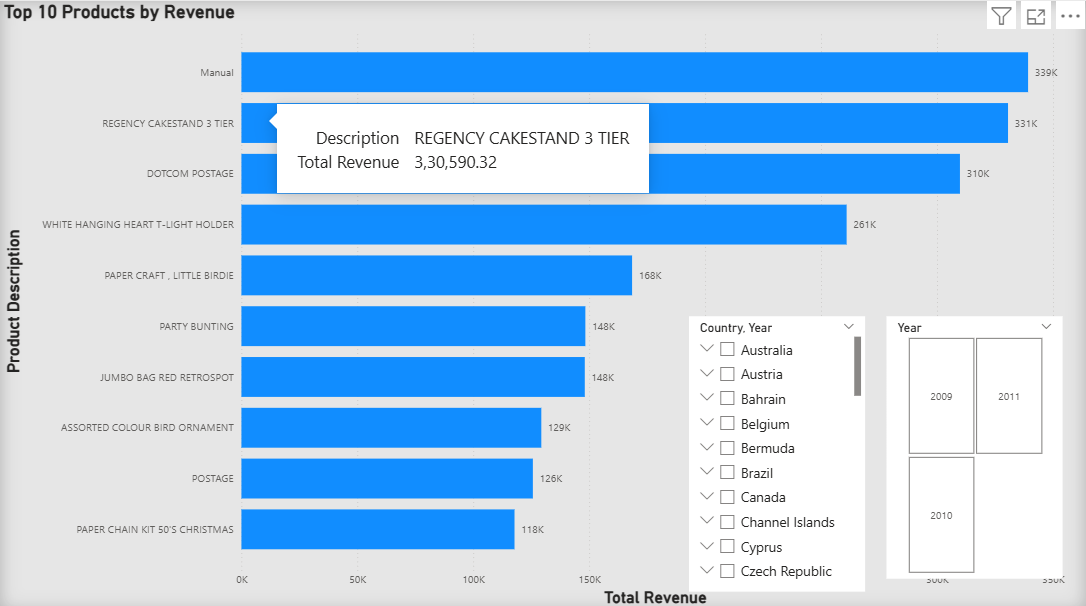 Top 10 Products by Revenue
Product Description
Manual 339K
REGENCY CAKESTAND 3 TIER 331K
Description REGENCY CAKESTAND 3 TIER
Total Revenue 3,30,590.32
DOTCOM POSTAGE 310K
WHITE HANGING HEART T-LIGHT HOLDER 261K
PAPER CRAFT , LITTLE BIRDIE 168K
PARTY BUNTING 148K
JUMBO BAG RED RETROSPOT 148K
ASSORTED COLOUR BIRD ORNAMENT 129K
POSTAGE 126K
PAPER CHAIN KIT 50'S CHRISTMAS 118K
0K 50K 100K 150K 300K 350K
Total Revenue
Country, Year
Australia
Austria
Bahrain
Belgium
Bermuda
Brazil
Canada
Channel Islands
Cyprus
Czech Republic
Year
2009 2011
2010